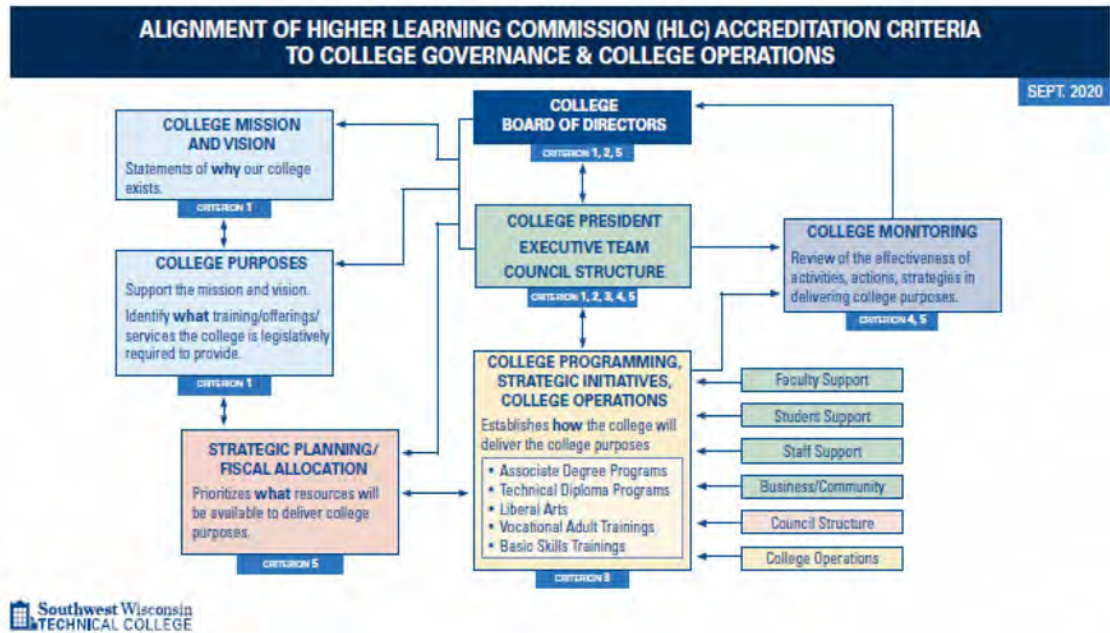 ALIGNMENT OF HIGHER LEARNING COMMISSION (HLC) ACCREDITATION CRITERIA
TO COLLEGE GOVERNANCE & COLLEGE OPERATIONS
SEPT. 2020
COLLEGE MISSION
AND VISION
Statements of why our college
exists.
CRITERION 1
COLLEGE PURPOSES
Support the mission and vision.
Identify what training/offerings/
services the college is legislatively
required to provide.
CRITERION 1
STRATEGIC PLANNING/
FISCAL ALLOCATION
Prioritizes what resources will
be available to deliver college
purposes.
CRITERION 5
COLLEGE
BOARD OF DIRECTORS
CRITERION 1, 2, 5
COLLEGE PRESIDENT
EXECUTIVE TEAM
COUNCIL STRUCTURE
CRITERION 1, 2, 3, 4, 5
COLLEGE PROGRAMMING,
STRATEGIC INITIATIVES,
COLLEGE OPERATIONS
Establishes how the college will
deliver the college purposes
• Associate Degree Programs
• Technical Diploma Programs
• Liberal Arts
• Vocational Adult Trainings
• Basic Skills Trainings
CRITERION 3
COLLEGE MONITORING
Review of the effectiveness of
activities, actions, strategies in
delivering college purposes.
CRITERION 4, 5
Faculty Support
Student Support
Staff Support
Business/Community
Council Structure
College Operations
Southwest Wisconsin
TECHNICAL COLLEGE